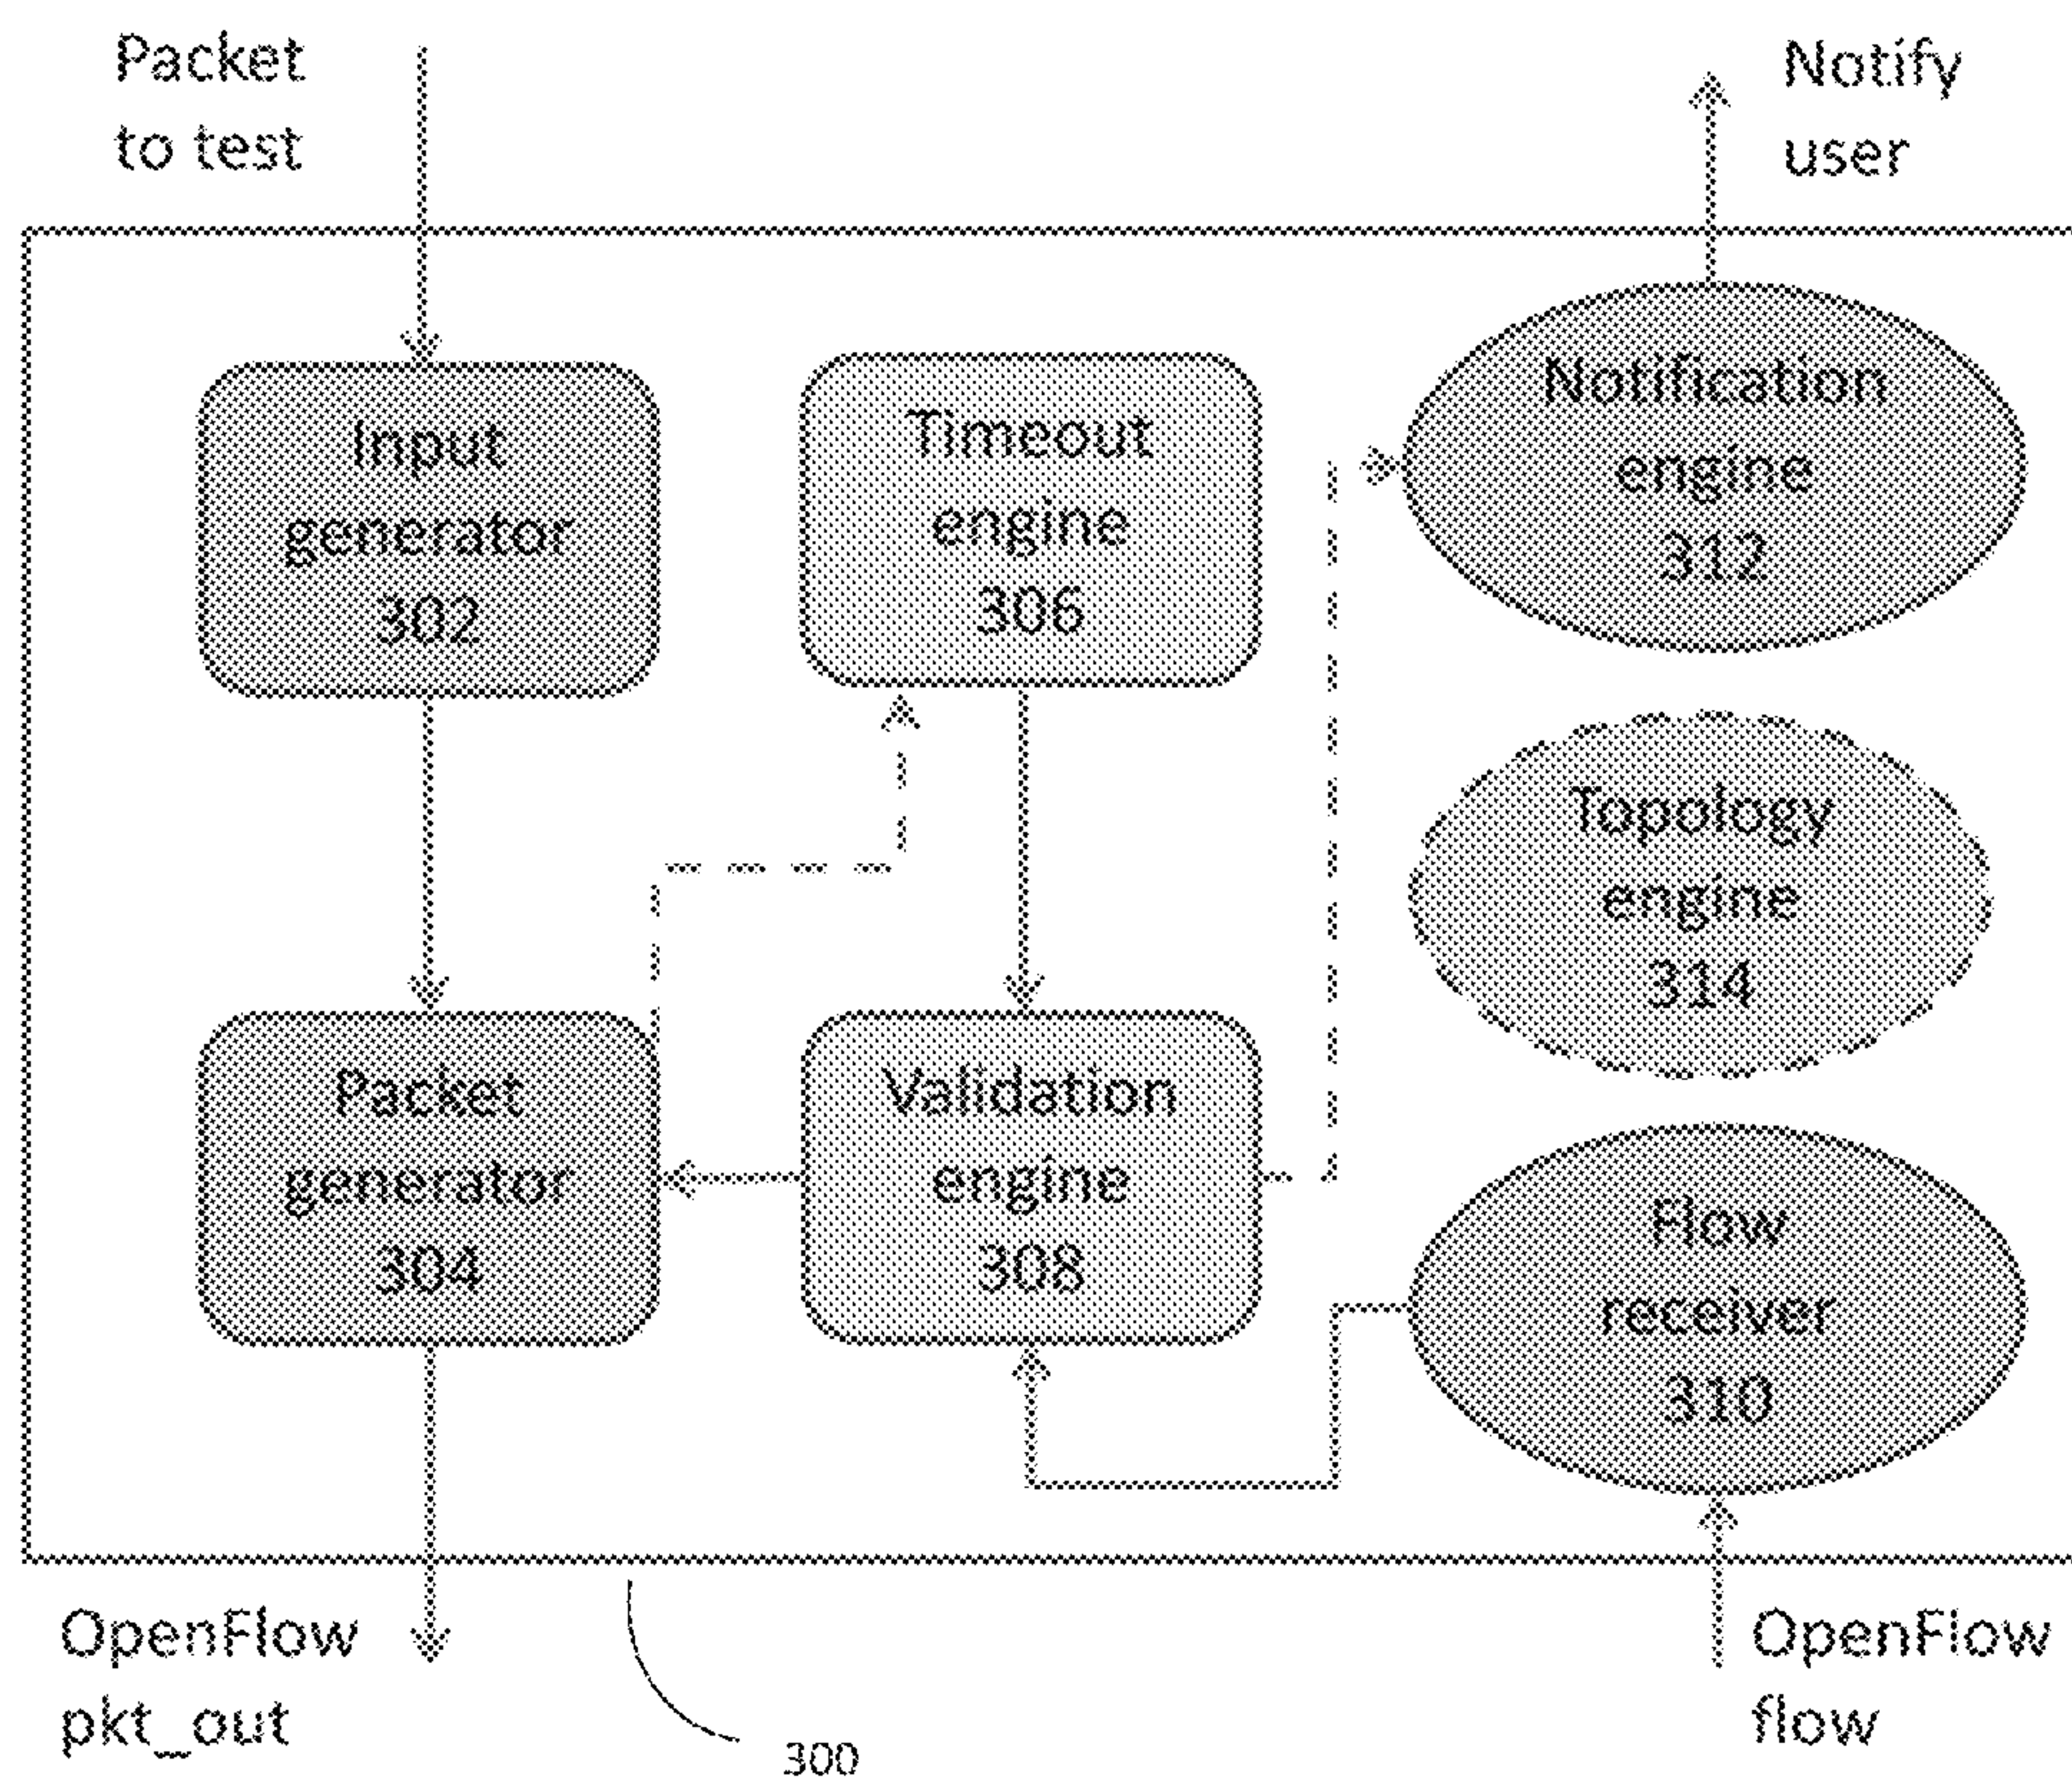 Packet
to test
Notify
user
Input
generator
302
Timeout
engine
306
Notification
engine
312
Topology
engine
314
Packet
generator
304
Validation
engine
308
Flow
receiver
310
OpenFlow
pkt_out
300
OpenFlow
flow